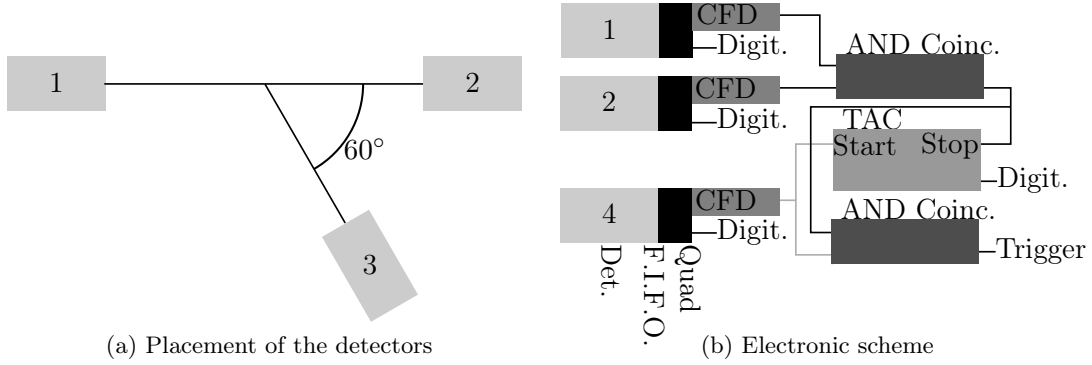 1
2
60°
3
(a) Placement of the detectors
1
CFD
Digit.
AND Coinc.
2
CFD
Digit.
TAC
Start Stop
Digit.
4
CFD
Digit.
AND Coinc.
Trigger
Det.
F.I.F.O.
Quad
(b) Electronic scheme